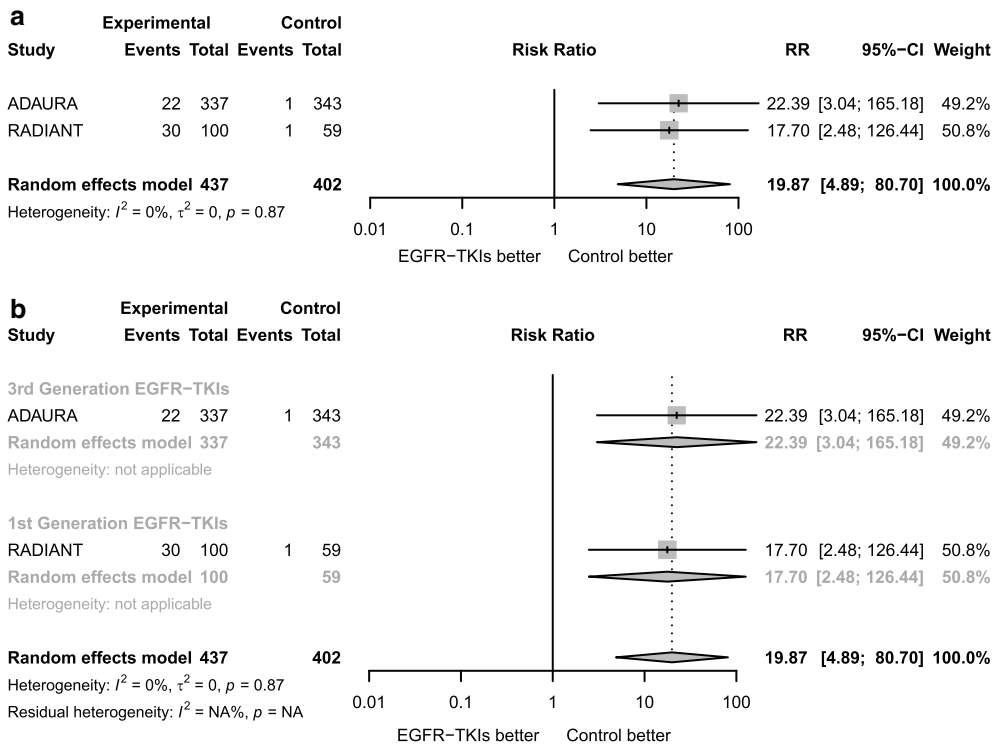 a
Experimental Control
Study Events Total Events Total Risk Ratio RR 95%−CI Weight
ADAURA 22 337 1 343 22.39 [3.04; 165.18] 49.2%
RADIANT 30 100 1 59 17.70 [2.48; 126.44] 50.8%
Random effects model 437 402 19.87 [4.89; 80.70] 100.0%
Heterogeneity: I² = 0%, τ² = 0, p = 0.87
0.01 0.1 1 10 100
EGFR−TKIs better Control better
b
Experimental Control
Study Events Total Events Total Risk Ratio RR 95%−CI Weight
3rd Generation EGFR−TKIs
ADAURA 22 337 1 343 22.39 [3.04; 165.18] 49.2%
Random effects model 337 343 22.39 [3.04; 165.18] 49.2%
Heterogeneity: not applicable
1st Generation EGFR−TKIs
RADIANT 30 100 1 59 17.70 [2.48; 126.44] 50.8%
Random effects model 100 59 17.70 [2.48; 126.44] 50.8%
Heterogeneity: not applicable
Random effects model 437 402 19.87 [4.89; 80.70] 100.0%
Heterogeneity: I² = 0%, τ² = 0, p = 0.87
Residual heterogeneity: I² = NA%, p = NA
0.01 0.1 1 10 100
EGFR−TKIs better Control better